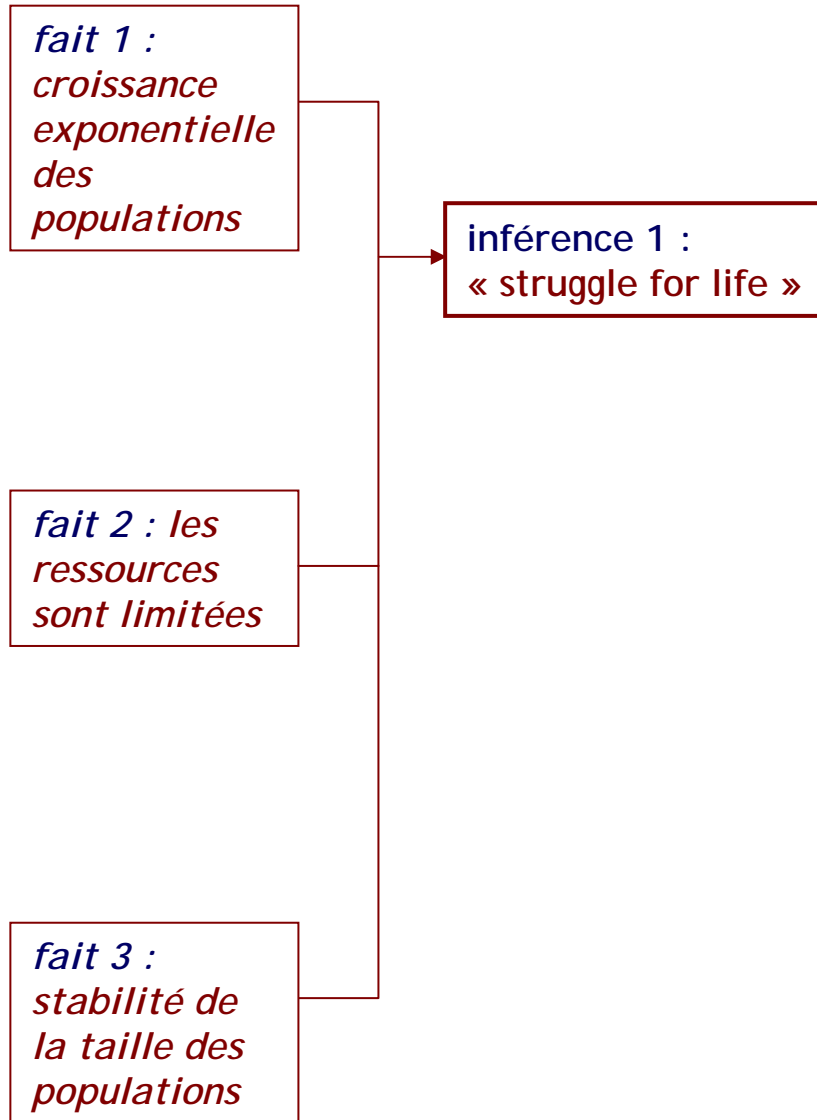 fait 1 :
croissance
exponentielle
des
populations
inférence 1 :
« struggle for life »
fait 2 : les
ressources
sont limitées
fait 3 :
stabilité de
la taille des
populations